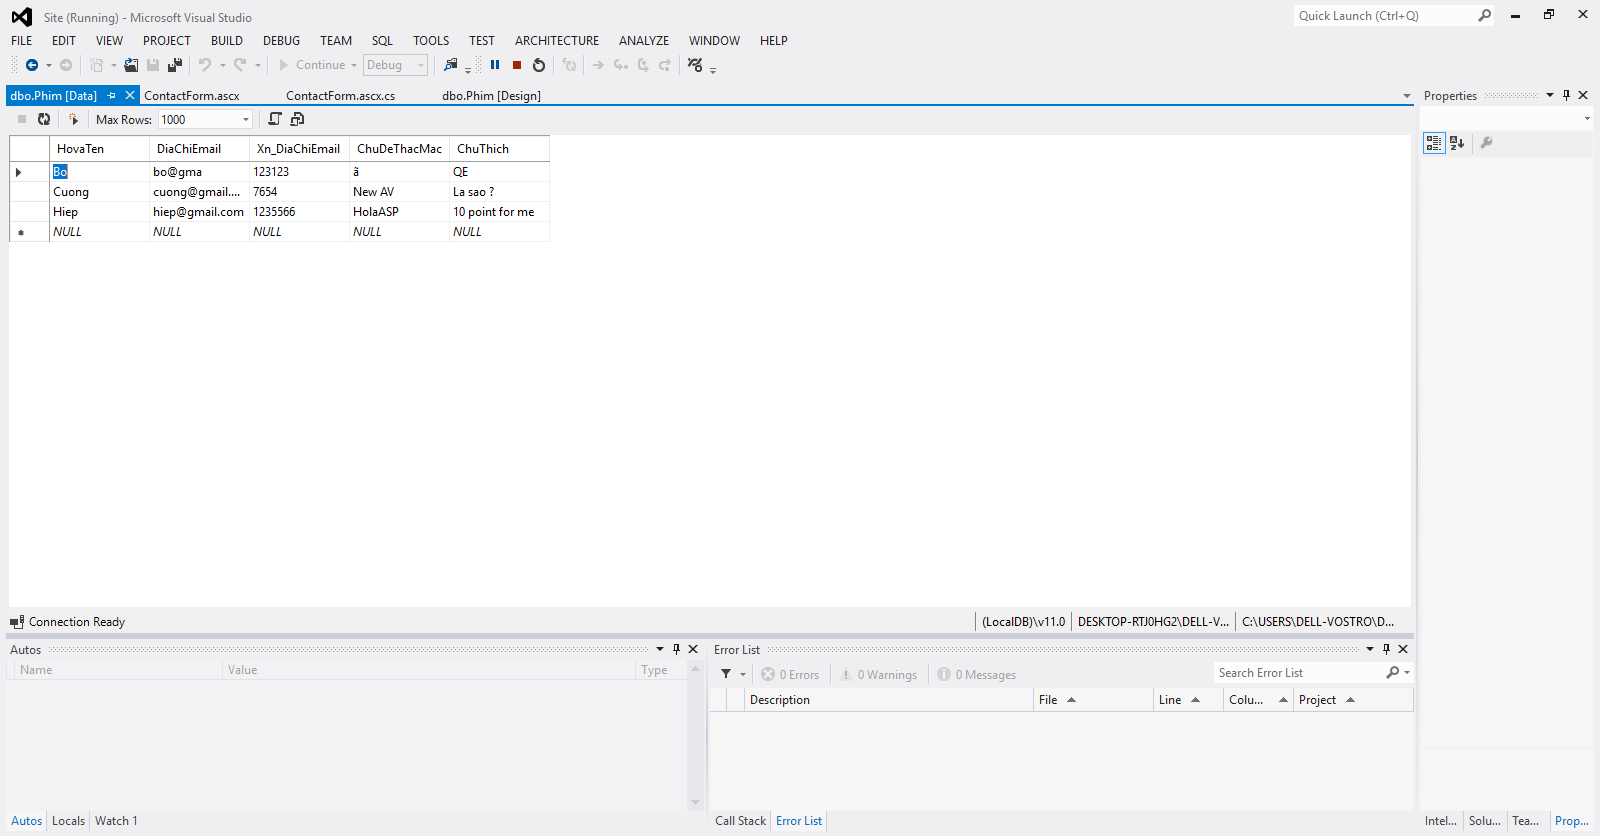 Site (Running) - Microsoft Visual Studio
Quick Launch (Ctrl+Q)
FILE EDIT VIEW PROJECT BUILD DEBUG TEAM SQL TOOLS TEST ARCHITECTURE ANALYZE WINDOW HELP
Continue Debug
dbo.Phim [Data] ContactForm.ascx ContactForm.ascx.cs dbo.Phim [Design]
Properties
Max Rows: 1000
HovaTen DiaChiEmail Xn_DiaChiEmail ChuDeThacMac ChuThich
Bo bo@gma 123123 ã QE
Cuong cuong@gmail.... 7654 New AV La sao ?
Hiep hiep@gmail.com 1235566 HolaASP 10 point for me
NULL NULL NULL NULL NULL
Connection Ready
(LocalDB)\v11.0 DESKTOP-RTJ0HG2\DELL-V... C:\USERS\DELL-VOSTRO\D...
Autos
Name Value Type
Error List
0 Errors 0 Warnings 0 Messages
Search Error List
Description File Line Colu... Project
Autos Locals Watch 1
Call Stack Error List
Intel... Solu... Tea... Prop...